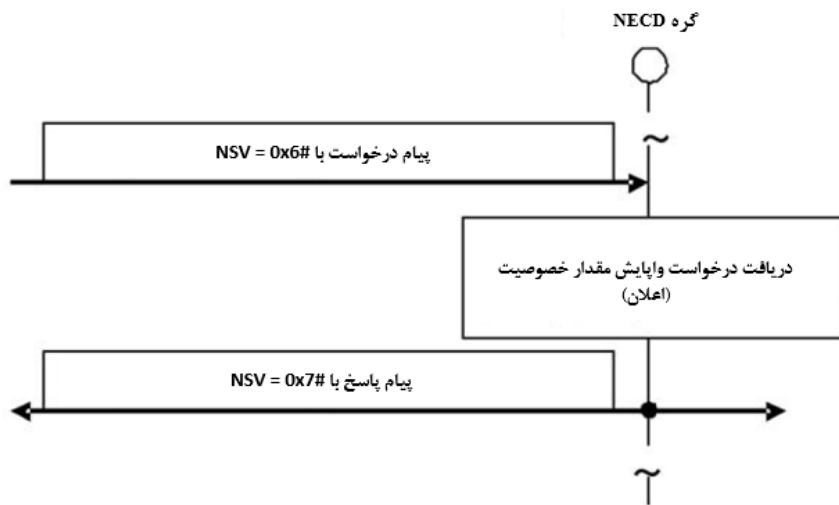 گره NECD
پیام درخواست با NSV = 0x6#
دریافت درخواست واپایش مقدار خصوصیت
(اعلان)
پیام پاسخ با NSV = 0x7#